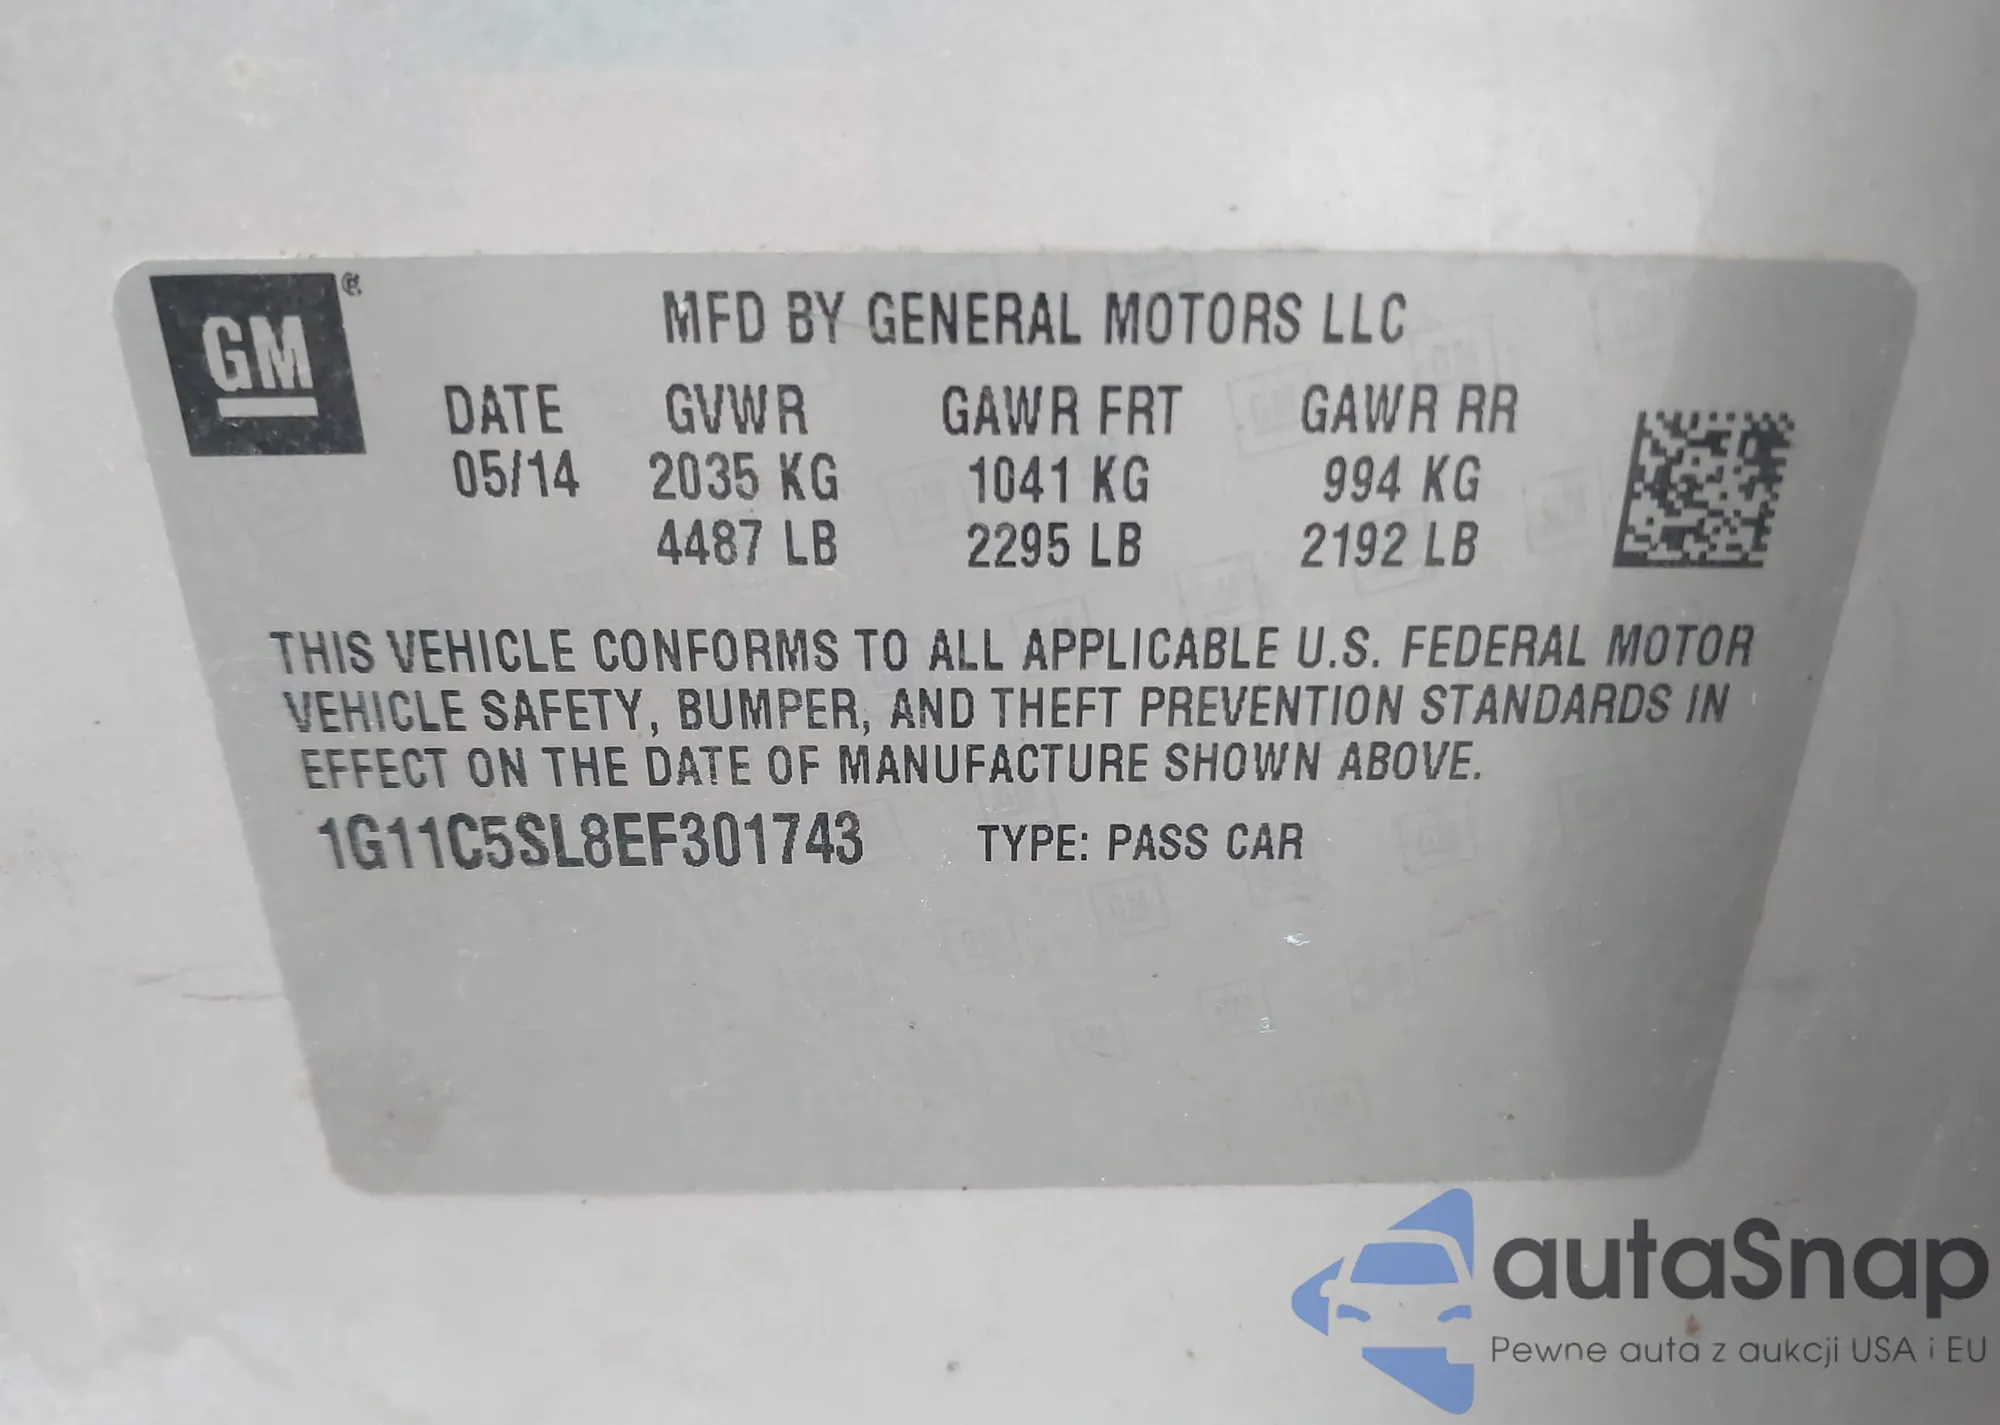 GM
MFD BY GENERAL MOTORS LLC
DATE GVWR GAWR FRT GAWR RR
05/14 2035 KG 1041 KG 994 KG
4487 LB 2295 LB 2192 LB
THIS VEHICLE CONFORMS TO ALL APPLICABLE U.S. FEDERAL MOTOR
VEHICLE SAFETY, BUMPER, AND THEFT PREVENTION STANDARDS IN
EFFECT ON THE DATE OF MANUFACTURE SHOWN ABOVE.
1G11C5SL8EF301743 TYPE: PASS CAR
autaSnap
Pewne auta z aukcji USA i EU